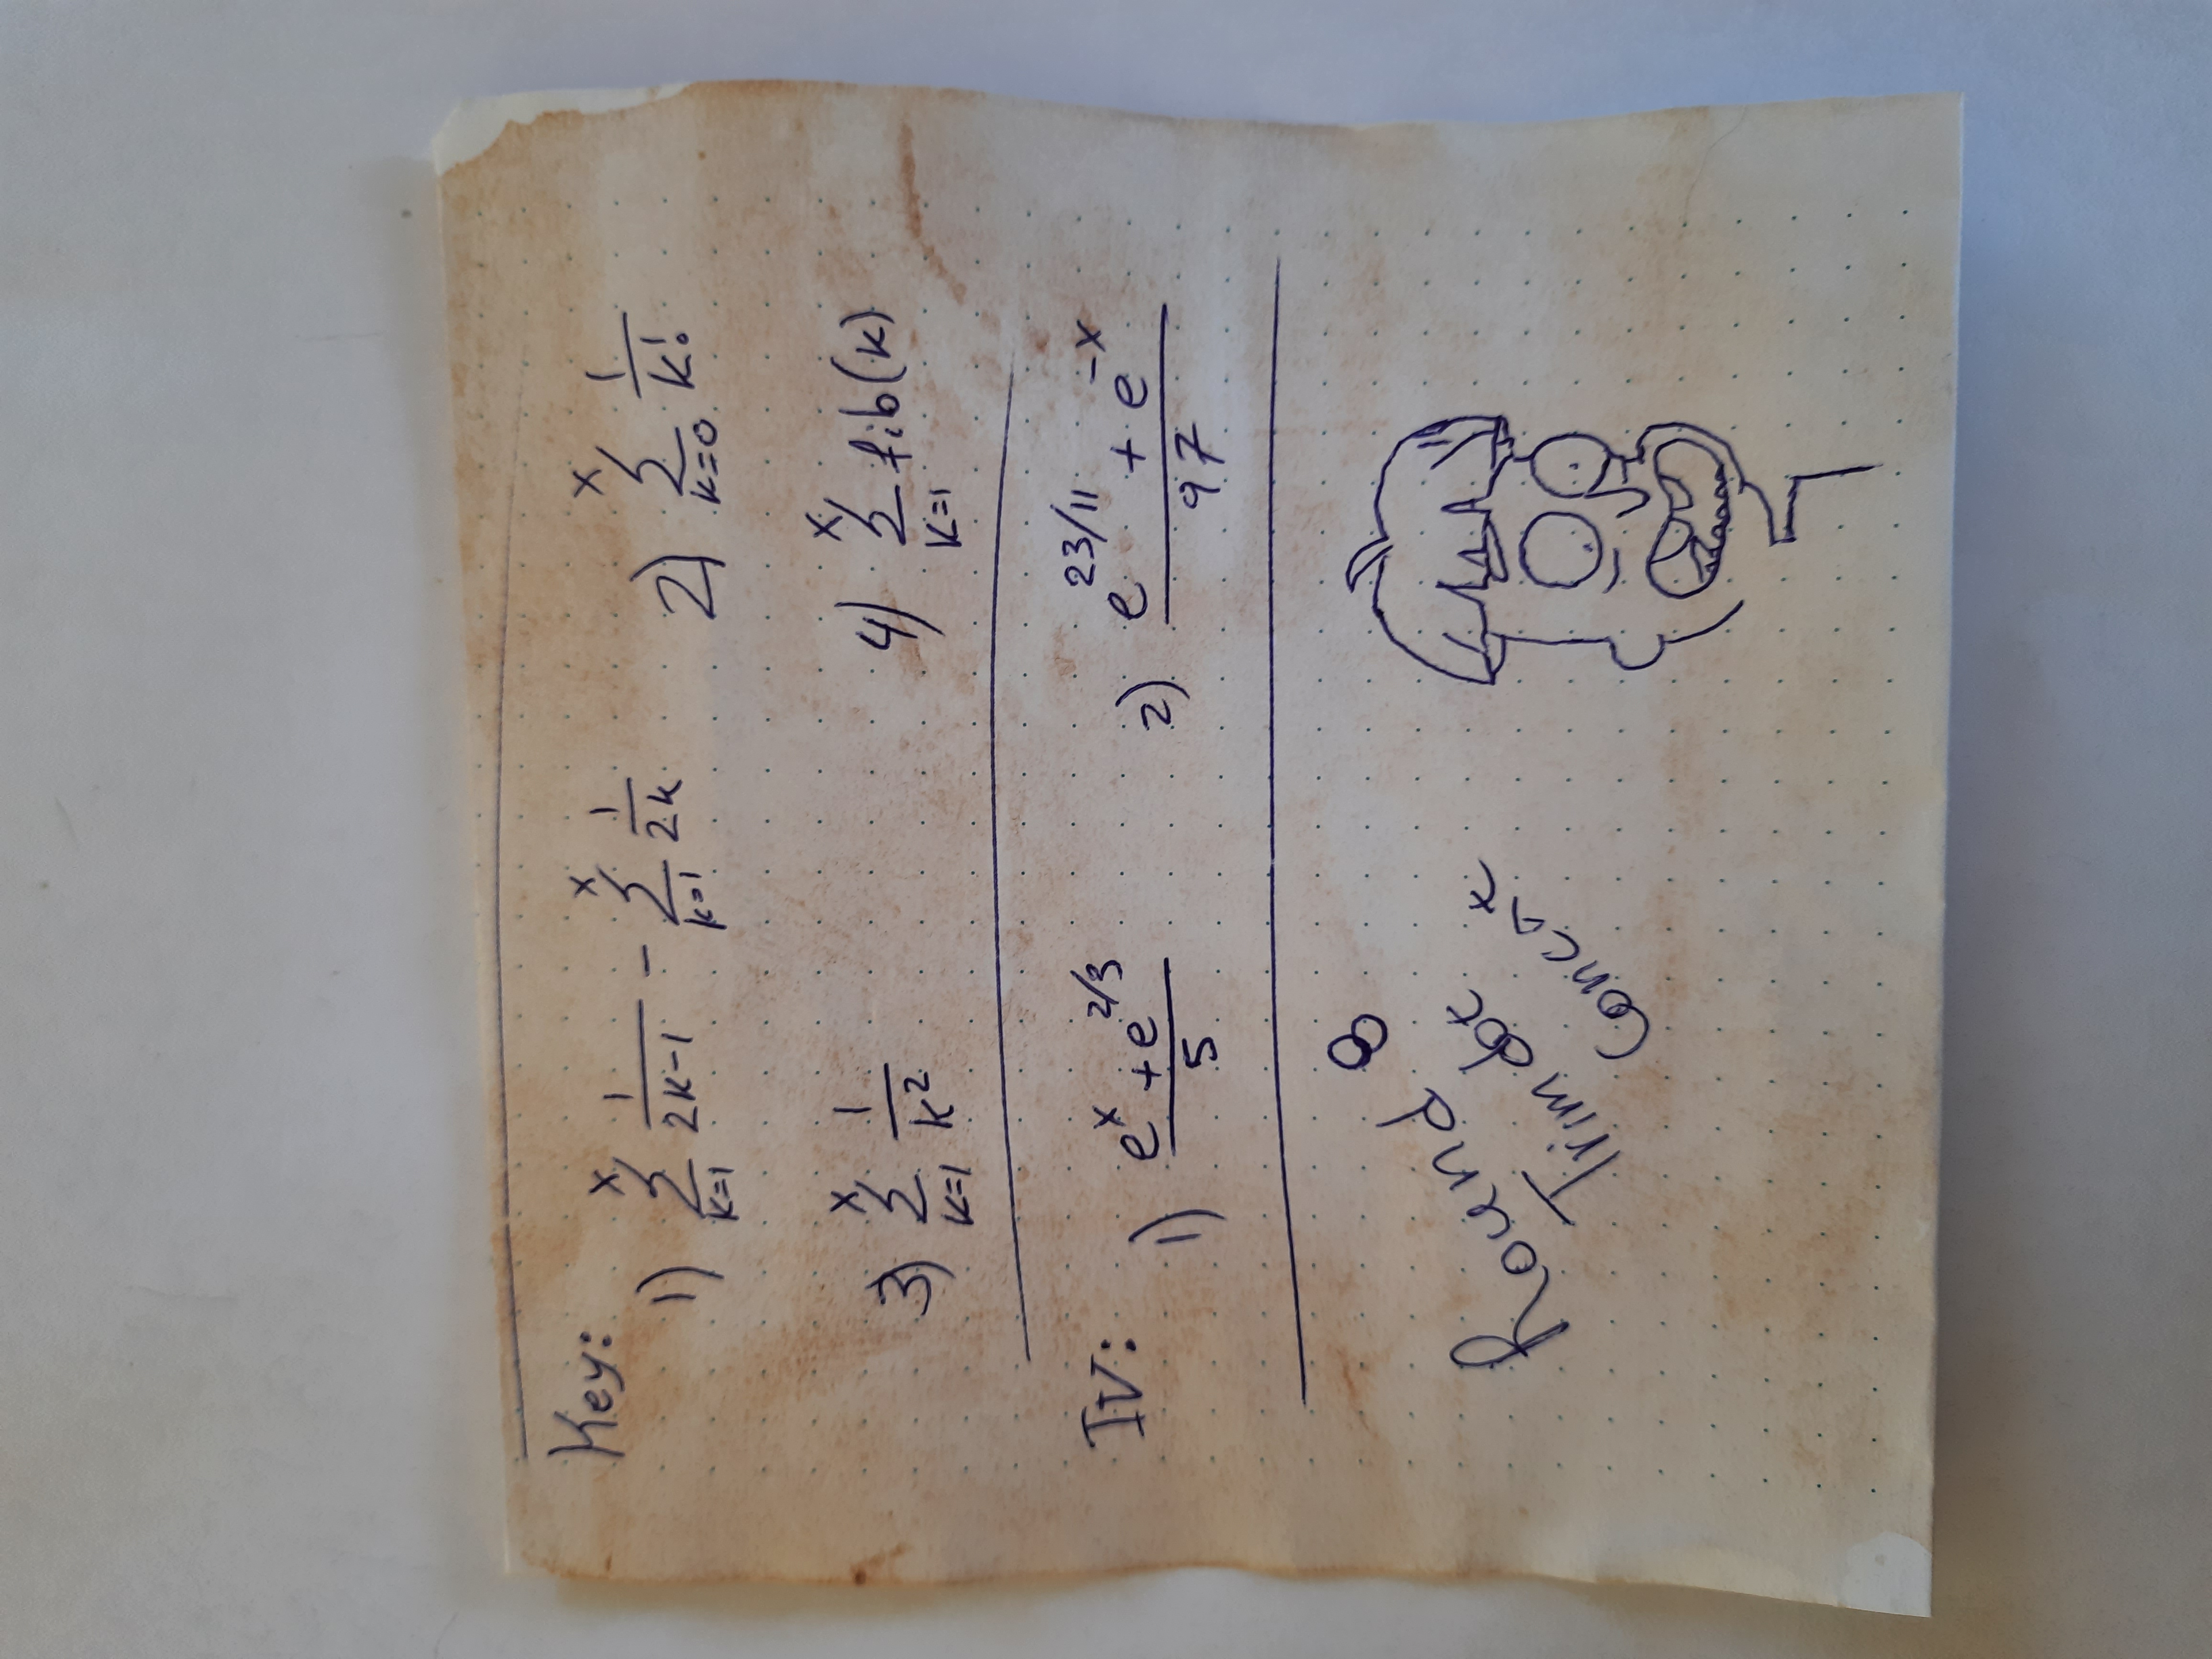 Key:
1) \sum_{k=1}^{x} \frac{1}{2k-1} - \sum_{k=1}^{x} \frac{1}{2k} 2) \sum_{k=0}^{x} \frac{1}{k!}
3) \sum_{k=1}^{x} \frac{1}{k^2} 4) \sum_{k=1}^{x} fib(k)
IV:
1) \frac{e^x + e^{2/3}}{5} 2) \frac{e^{23/11} + e^{-x}}{97}
Round 8
Trim dot
Concat